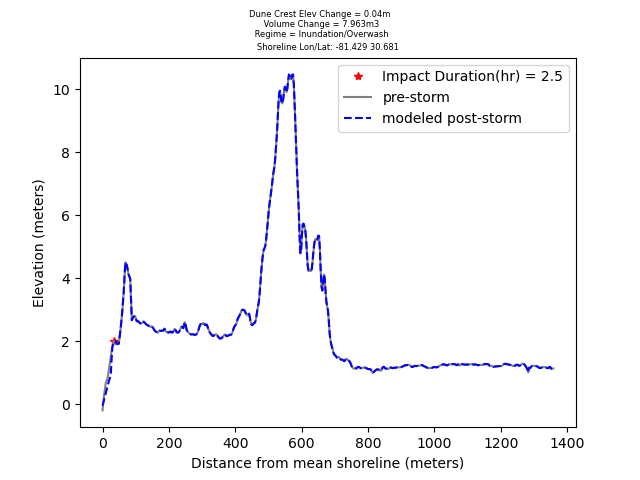 Dune Crest Elev Change = 0.04m
Volume Change = 7.963m3
Regime = Inundation/Overwash
Shoreline Lon/Lat: -81.429 30.681
Impact Duration(hr) = 2.5
pre-storm
modeled post-storm
10
8
6
4
2
0
Elevation (meters)
0 200 400 600 800 1000 1200 1400
Distance from mean shoreline (meters)